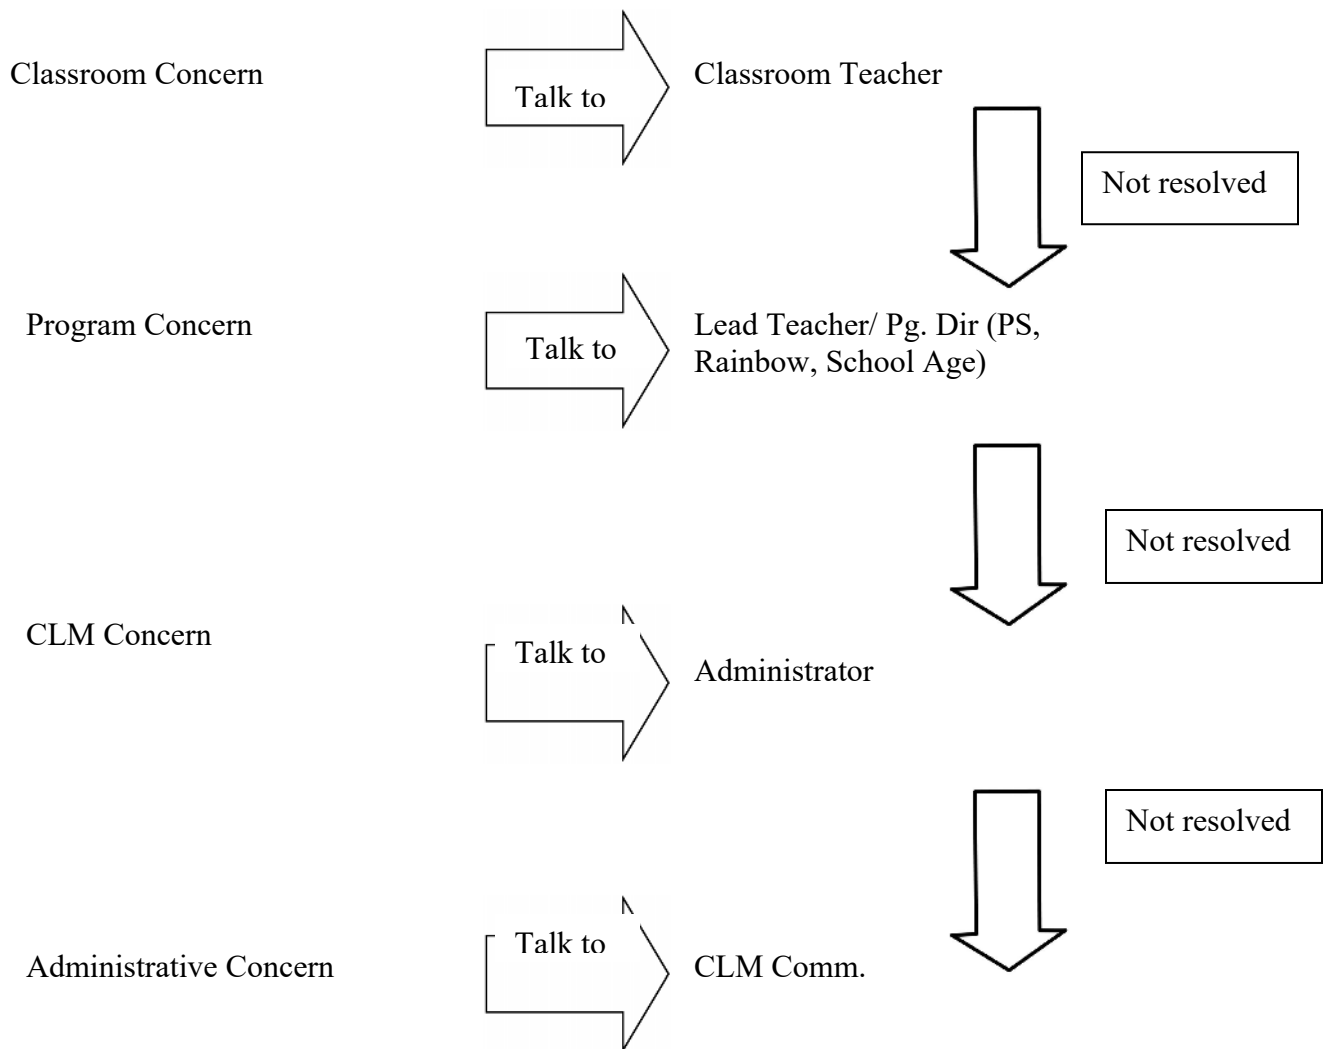 Classroom Concern
Talk to
Classroom Teacher
Not resolved
Program Concern
Talk to
Lead Teacher/ Pg. Dir (PS,
Rainbow, School Age)
Not resolved
CLM Concern
Talk to
Administrator
Not resolved
Administrative Concern
Talk to
CLM Comm.